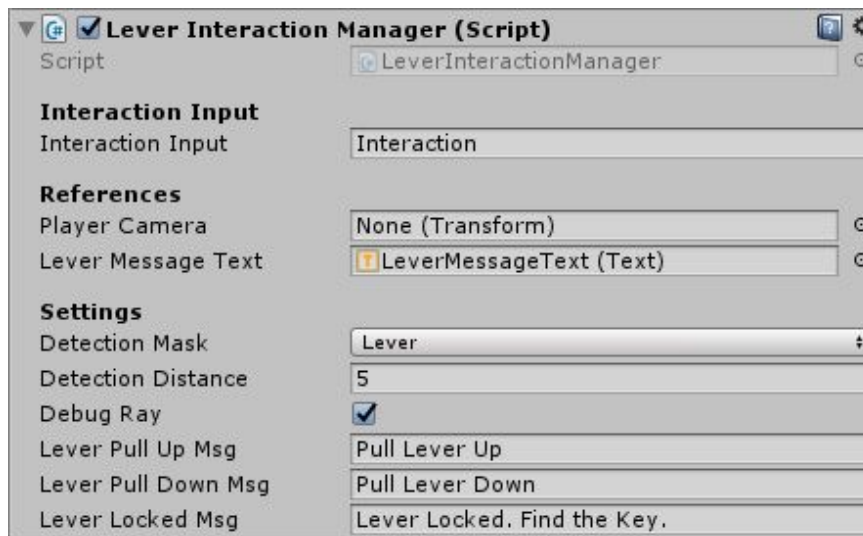 Lever Interaction Manager (Script)
Script LeverInteractionManager
Interaction Input
Interaction Input Interaction
References
Player Camera None (Transform)
Lever Message Text LeverMessageText (Text)
Settings
Detection Mask Lever
Detection Distance 5
Debug Ray
Lever Pull Up Msg Pull Lever Up
Lever Pull Down Msg Pull Lever Down
Lever Locked Msg Lever Locked. Find the Key.